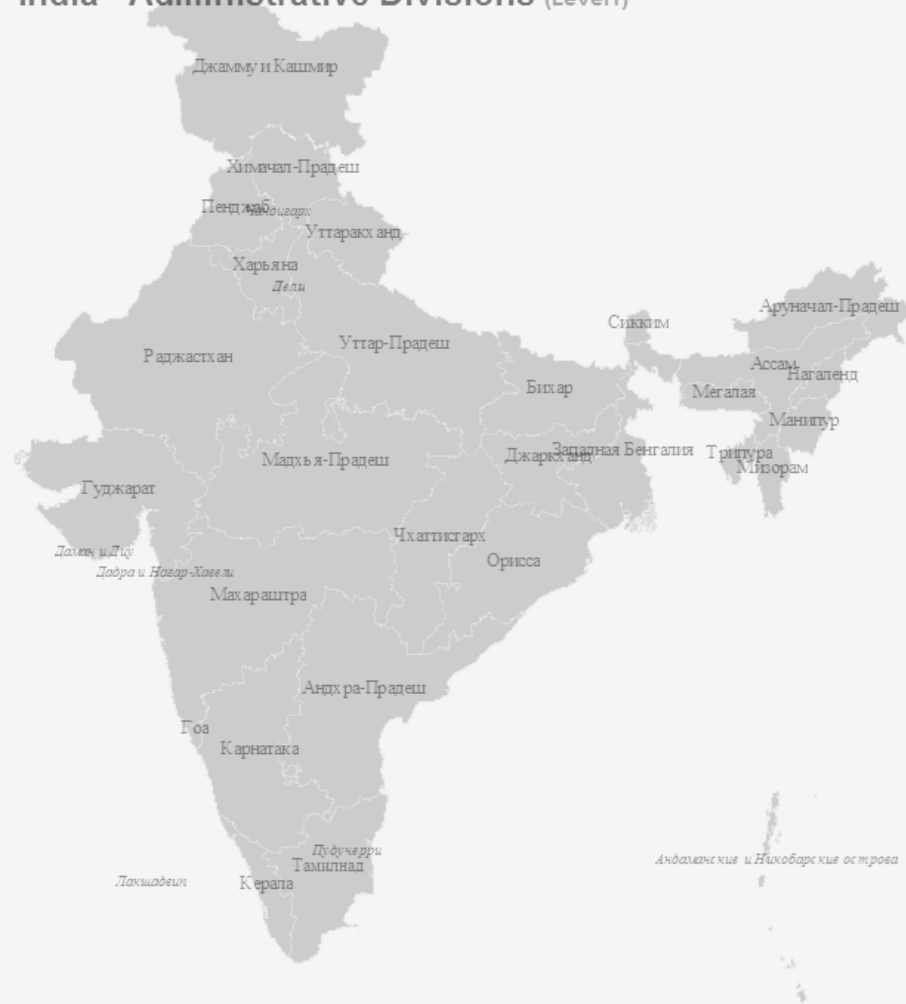 India - Administrative Divisions (Level1)
Джамму и Кашмир
Химачал-Прадеш
Пенджаб
Чандигарх
Уттаракханд
Харьяна
Дели
Аруначал-Прадеш
Сикким
Уттар-Прадеш
Раджастхан
Ассам
Нагаленд
Бихар
Мегалая
Манипур
Западная Бенгалия
Джаркханд
Трипура
Мадхья-Прадеш
Мизорам
Гуджарат
Чхаттисгарх
Даман и Диу
Орисса
Дадра и Нагар-Хавели
Махараштра
Андхра-Прадеш
Гоа
Карнатака
Пудучерри
Андаманские и Никобарские острова
Тамилнад
Лакшадвип
Керала